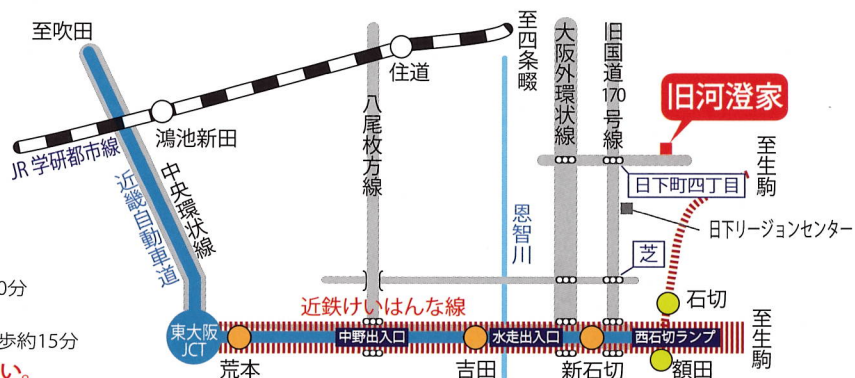 至吹田
JR学研都市線
鴻池新田
住道
至四条畷
近畿自動車道
中央環状線
八尾枚方線
恩智川
大阪外環状線
旧国道170号線
旧河澄家
至生駒
日下町四丁目
日下リージョンセンター
芝
石切
近鉄けいはんな線
0分
歩約15分
い。
東大阪
JCT
荒本
中野出入口
吉田
水走出入口
新石切
西石切ランプ
額田
至生駒